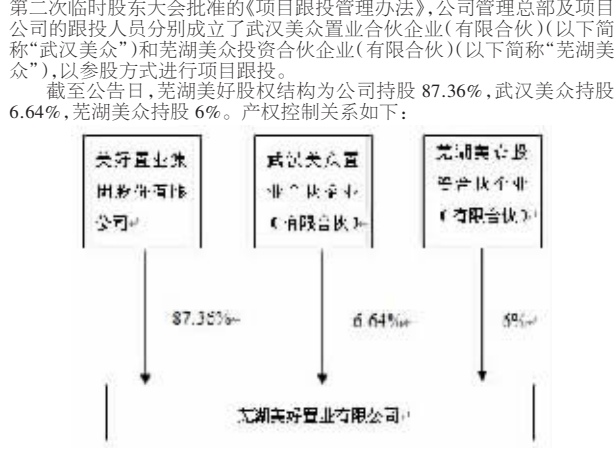 第二次临时股东大会批准的《项目跟投管理办法》,公司管理总部及项目
公司的跟投人员分别成立了武汉美众置业合伙企业(有限合伙)(以下简
称“武汉美众”)和芜湖美众投资合伙企业(有限合伙)(以下简称“芜湖美
众”),以参股方式进行项目跟投。
截至公告日,芜湖美好股权结构为公司持股 87.36%,武汉美众持股
6.64%,芜湖美众持股 6%。产权控制关系如下:
美好置业集
团股份有限
公司
武汉美众置
业合伙企业
(有限合伙)
芜湖美众投
资合伙企业
(有限合伙)
87.36%
6.64%
6%
芜湖美好置业有限公司